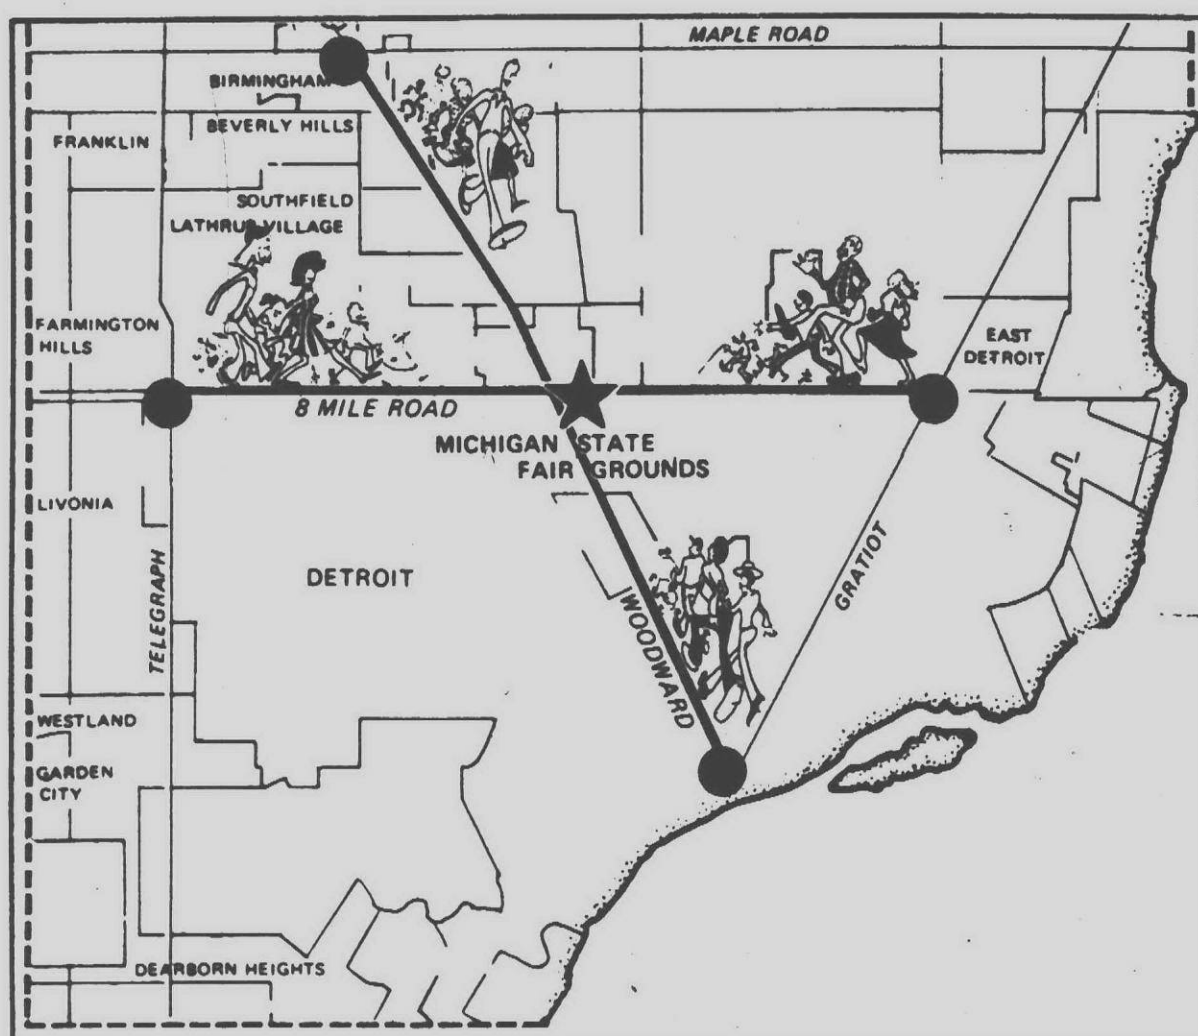 MAPLE ROAD
BIRMINGHAM
BEVERLY HILLS
FRANKLIN
SOUTHFIELD
LATHRUP VILLAGE
FARMINGTON
HILLS
EAST
DETROIT
8 MILE ROAD
MICHIGAN STATE
FAIR GROUNDS
LIVONIA
DETROIT
TELEGRAPH
WOODWARD
GRATIOT
WESTLAND
GARDEN
CITY
DEARBORN HEIGHTS